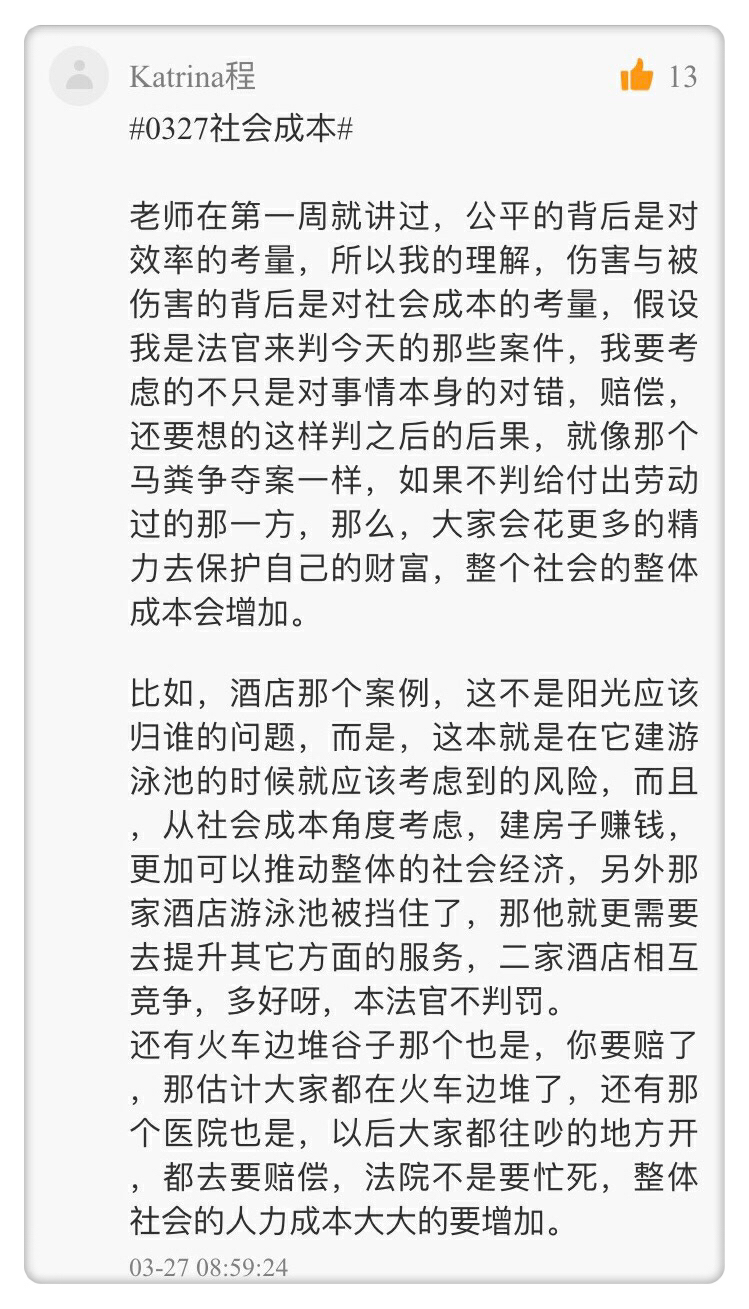 Katrina程
13
#0327社会成本#
老师在第一周就讲过，公平的背后是对
效率的考量，所以我的理解，伤害与被
伤害的背后是对社会成本的考量，假设
我是法官来判今天的那些案件，我要考
虑的不只是对事情本身的对错，赔偿，
还要想的这样判之后的后果，就像那个
马粪争夺案一样，如果不判给付出劳动
过的那一方，那么，大家会花更多的精
力去保护自己的财富，整个社会的整体
成本会增加。
比如，酒店那个案例，这不是阳光应该
归谁的问题，而是，这本就是在它建游
泳池的时候就应该考虑到的风险，而且
，从社会成本角度考虑，建房子赚钱，
更加可以推动整体的社会经济，另外那
家酒店游泳池被挡住了，那他就更需要
去提升其它方面的服务，二家酒店相互
竞争，多好呀，本法官不判罚。
还有火车边堆谷子那个也是，你要赔了
，那估计大家都在火车边堆了，还有那
个医院也是，以后大家都往吵的地方开
，都去要赔偿，法院不是要忙死，整体
社会的人力成本大大的要增加。
03-27 08:59:24